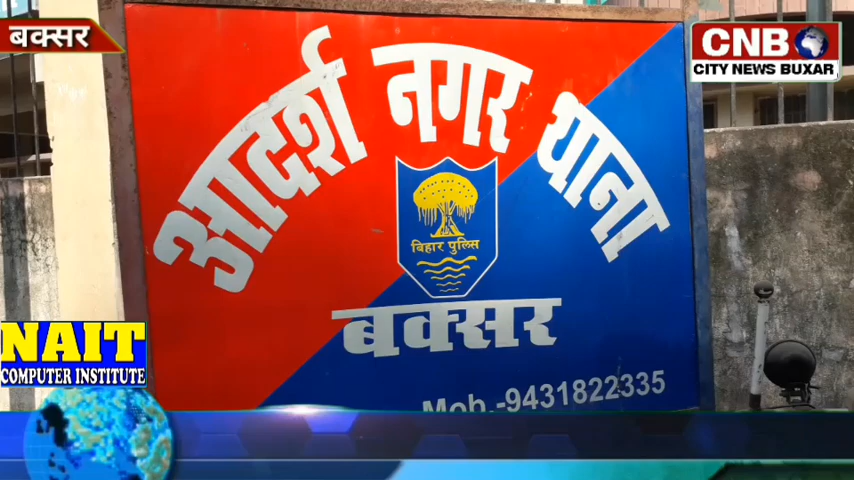 बक्सर
CNB
CITY NEWS BUXAR
आदर्श नगर थाना
बिहार पुलिस
बक्सर
Mob.-9431822335
NAIT
COMPUTER INSTITUTE